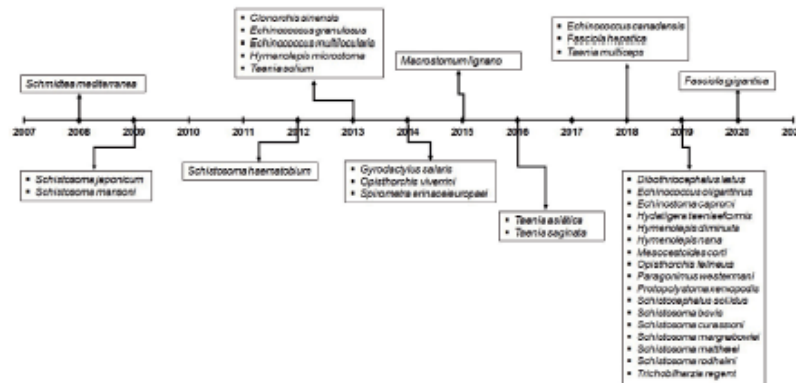 Clonorchis sinensis
Echinococcus granulosus
Echinococcus multilocularis
Hymenolepis microstoma
Taenia solium
Echinococcus canadensis
Fasciola hepatica
Taenia multiceps
Macrostomum lignano
Schmidtea mediterranea
Fasciola gigantica
2007 2008 2009 2010 2011 2012 2013 2014 2015 2016 2017 2018 2019 2020
Schistosoma japonicum
Schistosoma mansoni
Schistosoma haematobium
Gyrodactylus salaris
Opisthorchis viverrini
Spirometra erinaceieuropaei
Taenia asiatica
Taenia saginata
Dibothriocephalus latus
Echinococcus oligarthrus
Echinostoma caproni
Hydatigera taeniaeformis
Hymenolepis diminuta
Hymenolepis nana
Mesocestoides corti
Opisthorchis felineus
Paragonimus westermani
Protopolystoma xenopodis
Schistocephalus solidus
Schistosoma bovis
Schistosoma curassoni
Schistosoma margrebowiei
Schistosoma mattheei
Schistosoma rodhaini
Trichobilharzia regenti